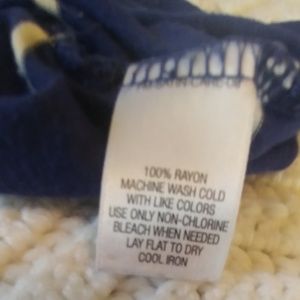 100% RAYON
MACHINE WASH COLD
WITH LIKE COLORS
USE ONLY NON-CHLORINE
BLEACH WHEN NEEDED
LAY FLAT TO DRY
COOL IRON